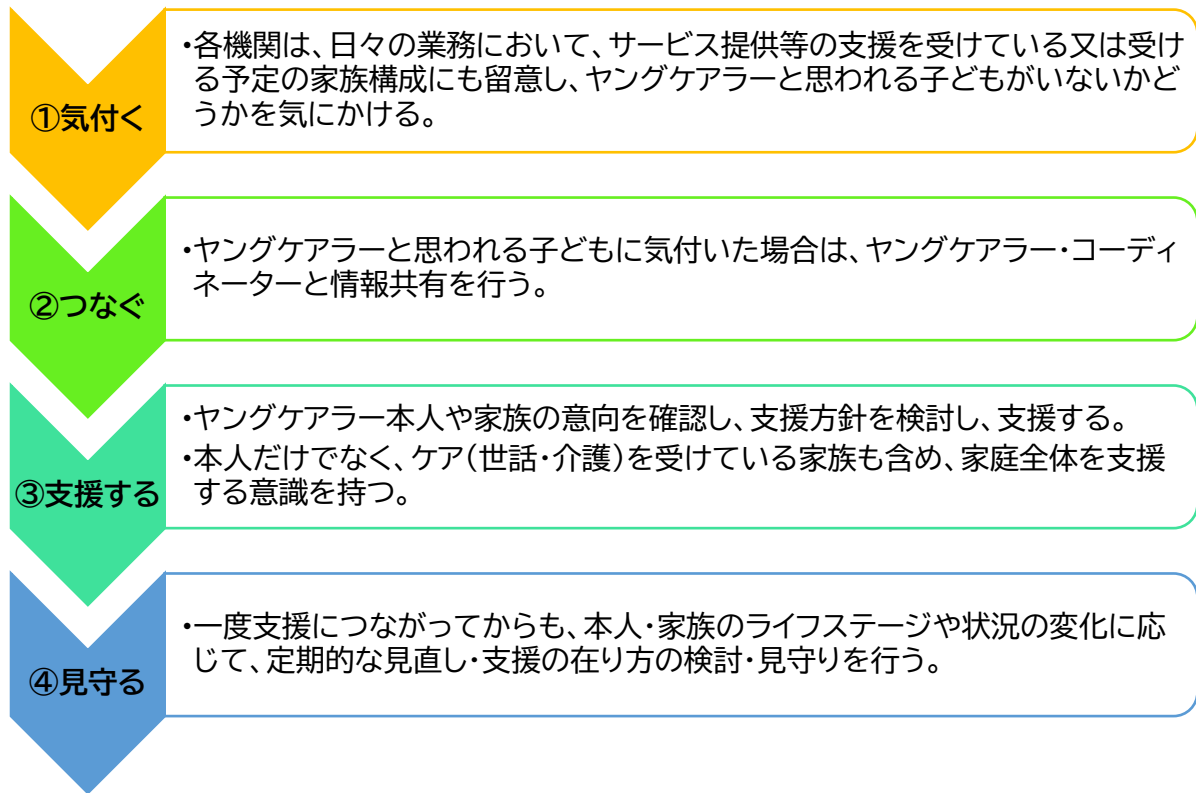 ①気付く
・各機関は、日々の業務において、サービス提供等の支援を受けている又は受け
る予定の家族構成にも留意し、ヤングケアラーと思われる子どもがいないかど
うかを気にかける。
②つなぐ
・ヤングケアラーと思われる子どもに気付いた場合は、ヤングケアラー・コーディ
ネーターと情報共有を行う。
③支援する
・ヤングケアラー本人や家族の意向を確認し、支援方針を検討し、支援する。
・本人だけでなく、ケア(世話・介護)を受けている家族も含め、家庭全体を支援
する意識を持つ。
④見守る
・一度支援につながってからも、本人・家族のライフステージや状況の変化に応
じて、定期的な見直し・支援の在り方の検討・見守りを行う。